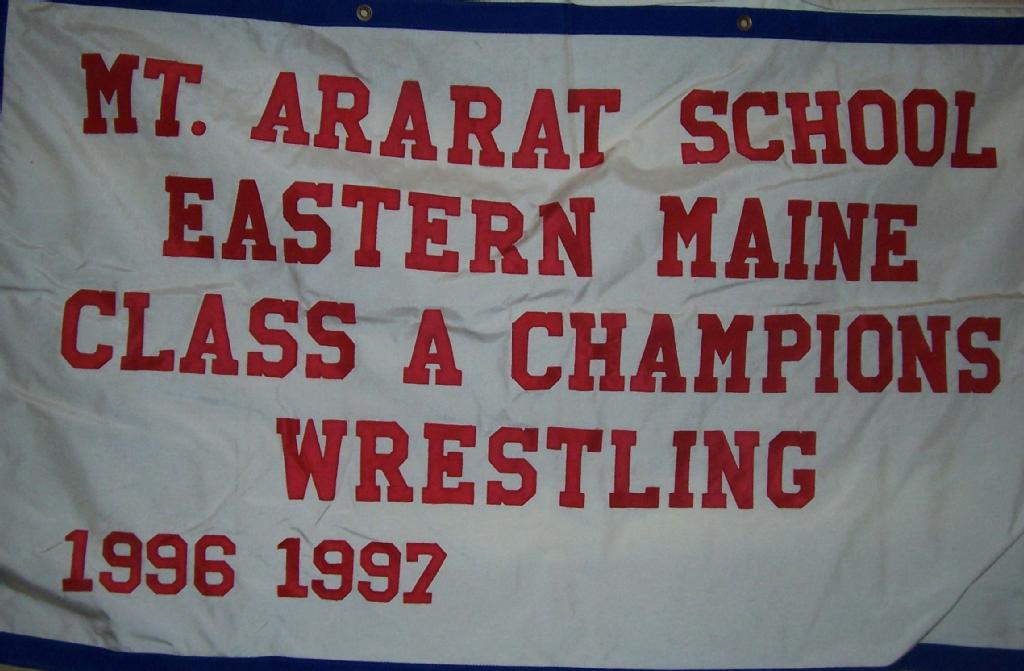 MT. ARARAT SCHOOL
EASTERN MAINE
CLASS A CHAMPIONS
WRESTLING
1996 1997